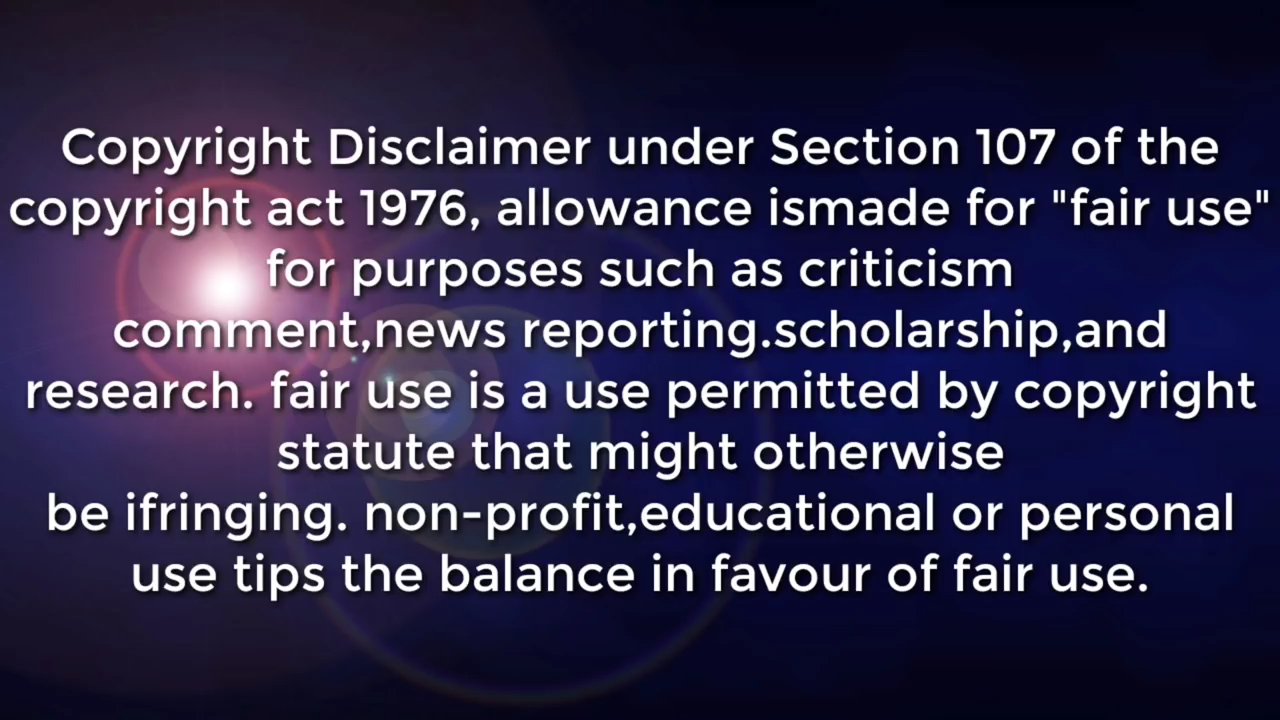 Copyright Disclaimer under Section 107 of the
copyright act 1976, allowance ismade for "fair use"
for purposes such as criticism
comment,news reporting.scholarship,and
research. fair use is a use permitted by copyright
statute that might otherwise
be ifringing. non-profit,educational or personal
use tips the balance in favour of fair use.